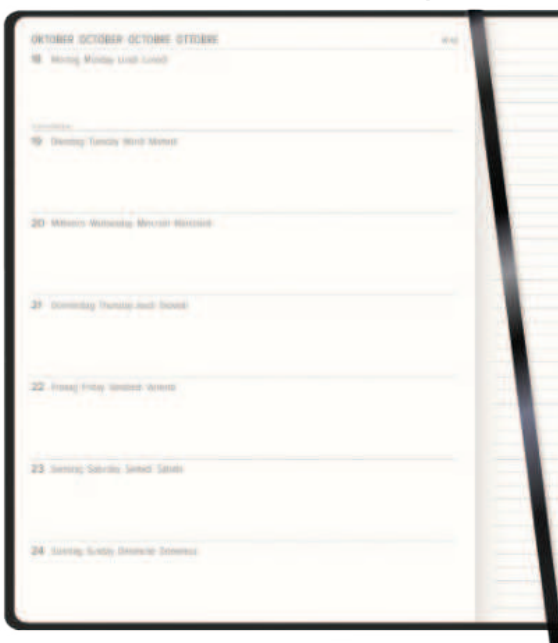 OKTOBER OCTOBER OCTOBRE OTTOBRE
18 Montag Monday Lundi Lunedì
19 Dienstag Tuesday Mardi Martedì
20 Mittwoch Wednesday Mercredi Mercoledì
21 Donnerstag Thursday Jeudi Giovedì
22 Freitag Friday Vendredi Venerdì
23 Samstag Saturday Samedi Sabato
24 Sonntag Sunday Dimanche Domenica